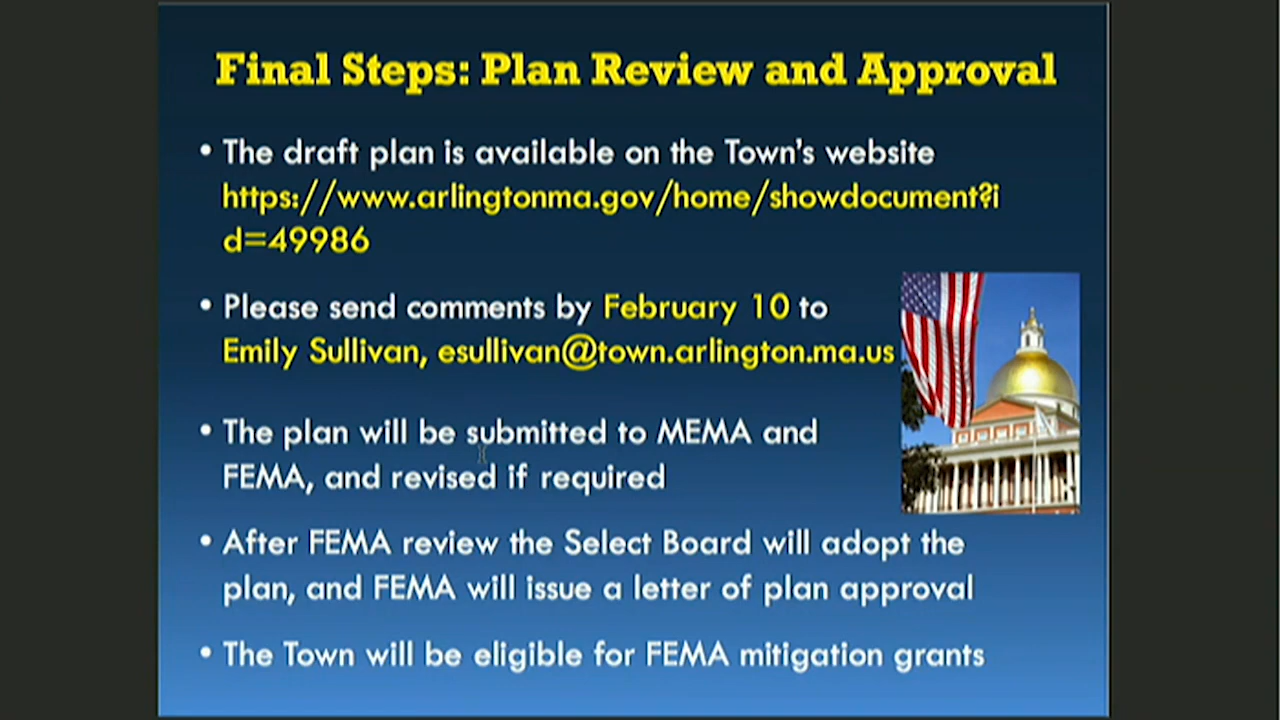 Final Steps: Plan Review and Approval
• The draft plan is available on the Town's website
https://www.arlingtonma.gov/home/showdocument?i
d=49986
• Please send comments by February 10 to
Emily Sullivan, esullivan@town.arlington.ma.us
• The plan will be submitted to MEMA and
FEMA, and revised if required
• After FEMA review the Select Board will adopt the
plan, and FEMA will issue a letter of plan approval
• The Town will be eligible for FEMA mitigation grants